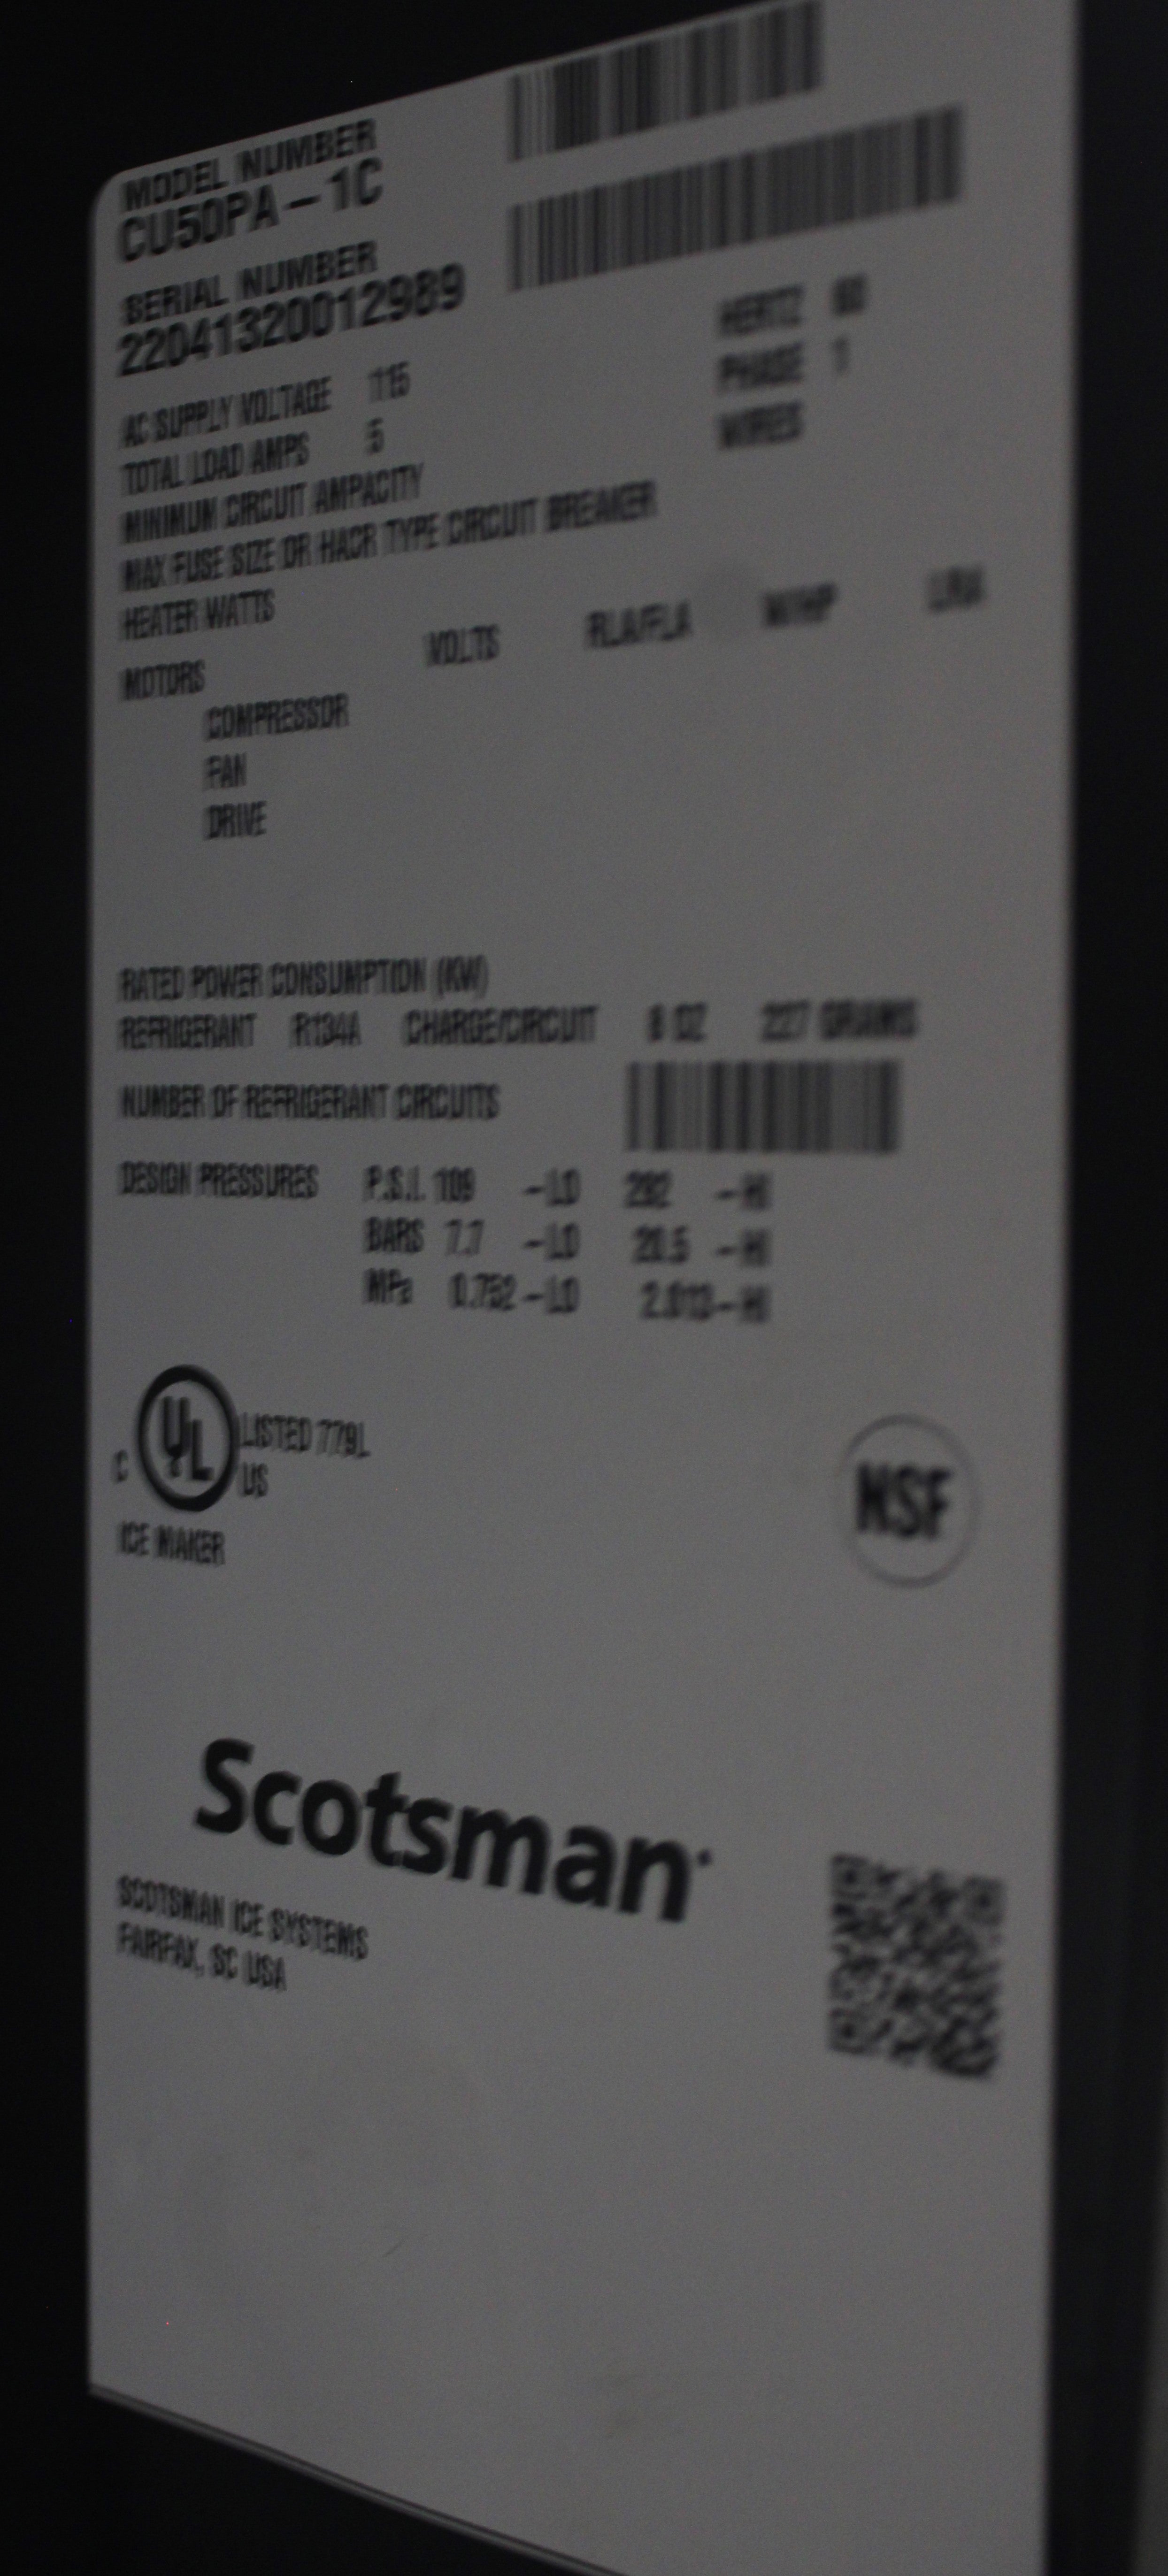 MODEL NUMBER
CU50PA-1C
SERIAL NUMBER
22041320012989
AC SUPPLY VOLTAGE 115 HERTZ 60
TOTAL LOAD AMPS 5 PHASE 1
MINIMUM CIRCUIT AMPACITY WIRES
MAX FUSE SIZE OR HACR TYPE CIRCUIT BREAKER
HEATER WATTS
MOTORS VOLTS RLA/FLA W/HP LRA
COMPRESSOR
FAN
DRIVE
RATED POWER CONSUMPTION (KW)
REFRIGERANT R134A CHARGE/CIRCUIT 8 OZ 227 GRAMS
NUMBER OF REFRIGERANT CIRCUITS
DESIGN PRESSURES P.S.I. 109 -LO 292 -HI
BARS 7.7 -LO 20.5 -HI
MPa 0.752-LO 2.013-HI
C UL LISTED 779L
US
ICE MAKER
NSF
Scotsman
SCOTSMAN ICE SYSTEMS
FAIRFAX, SC USA